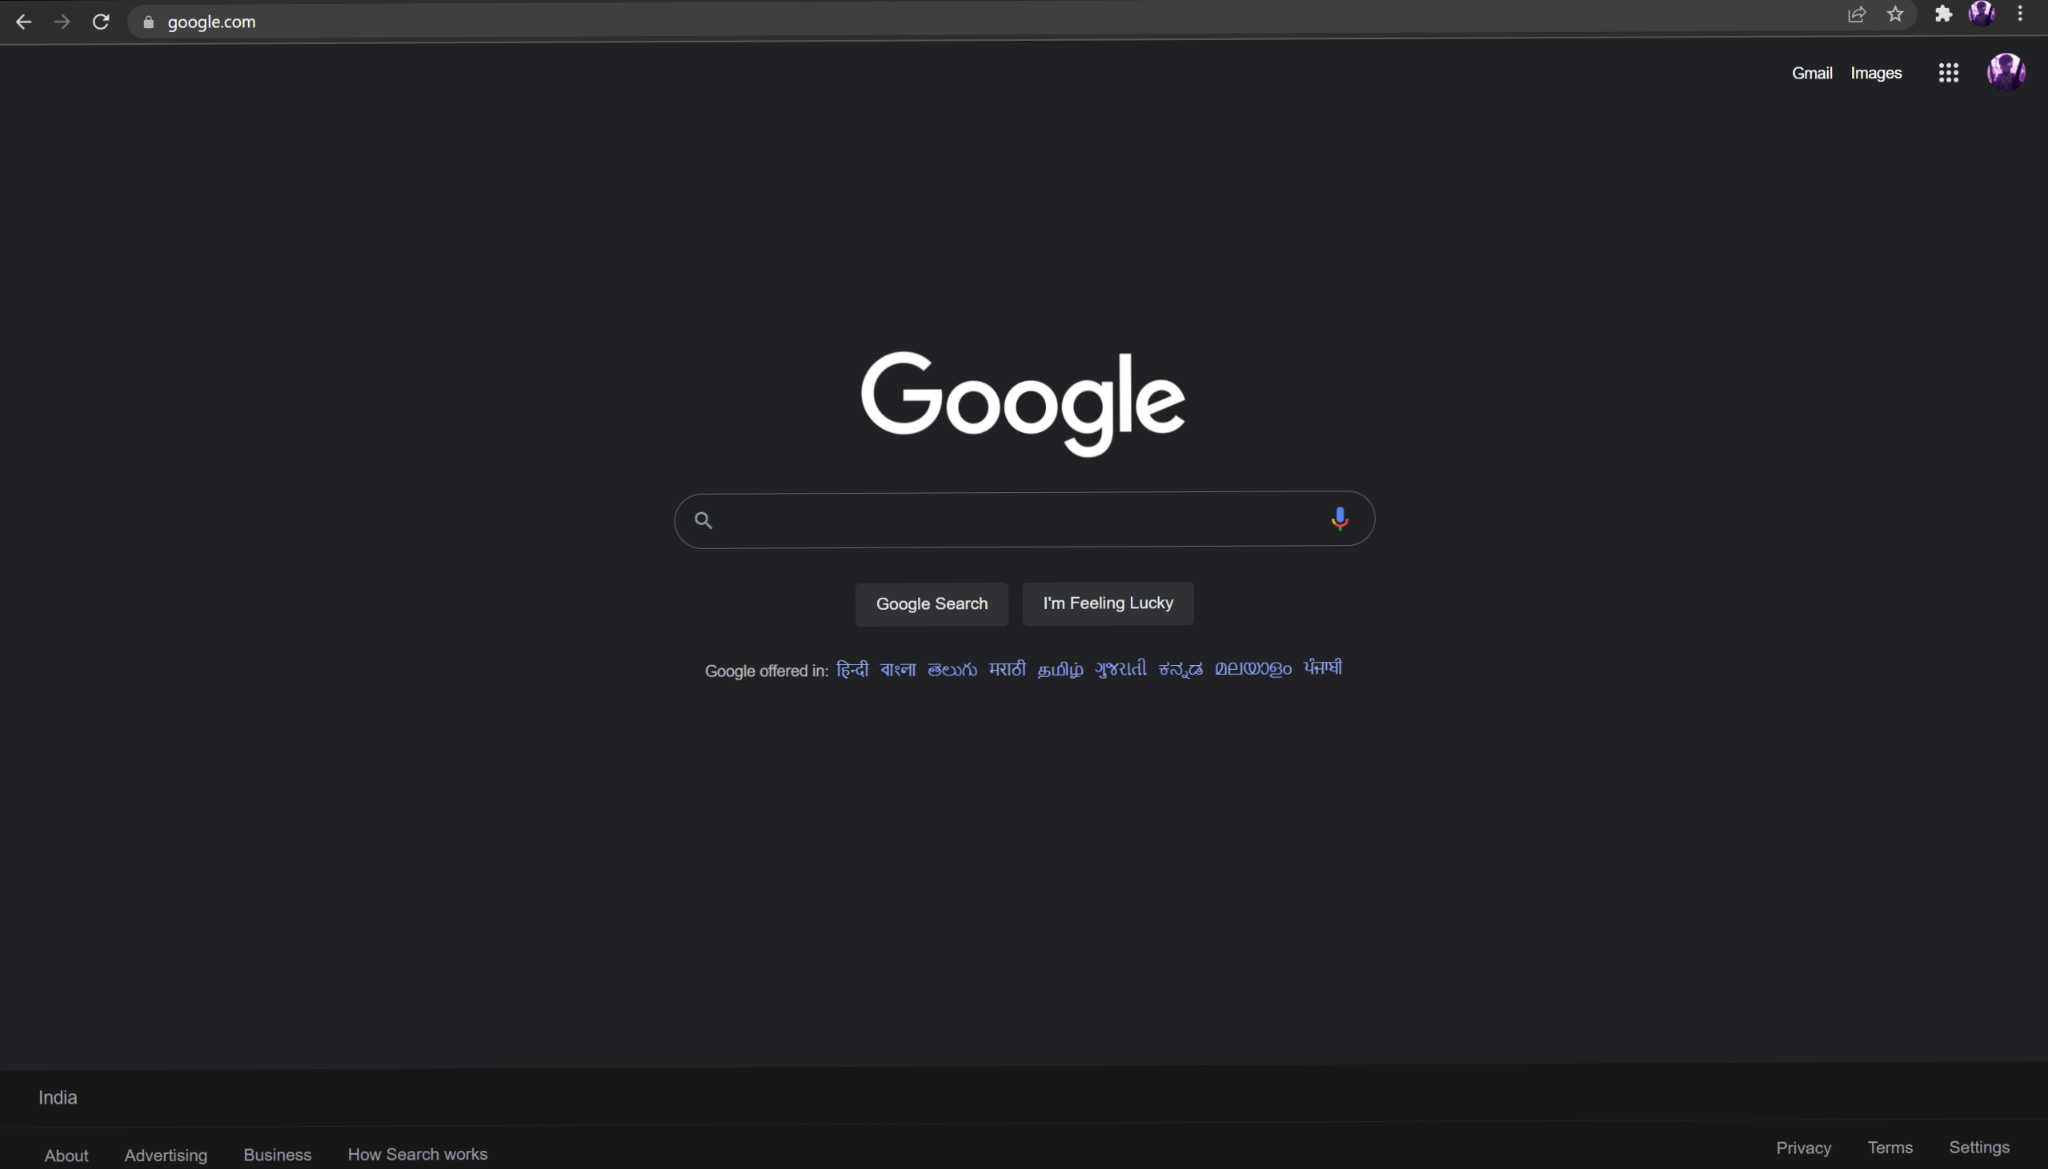 google.com
Gmail Images
Google
Google Search I'm Feeling Lucky
Google offered in: हिन्दी বাংলা తెలుగు मराठी தமிழ் ગુજરાતી ಕನ್ನಡ മലയാളം ਪੰਜਾਬੀ
India
About Advertising Business How Search works Privacy Terms Settings